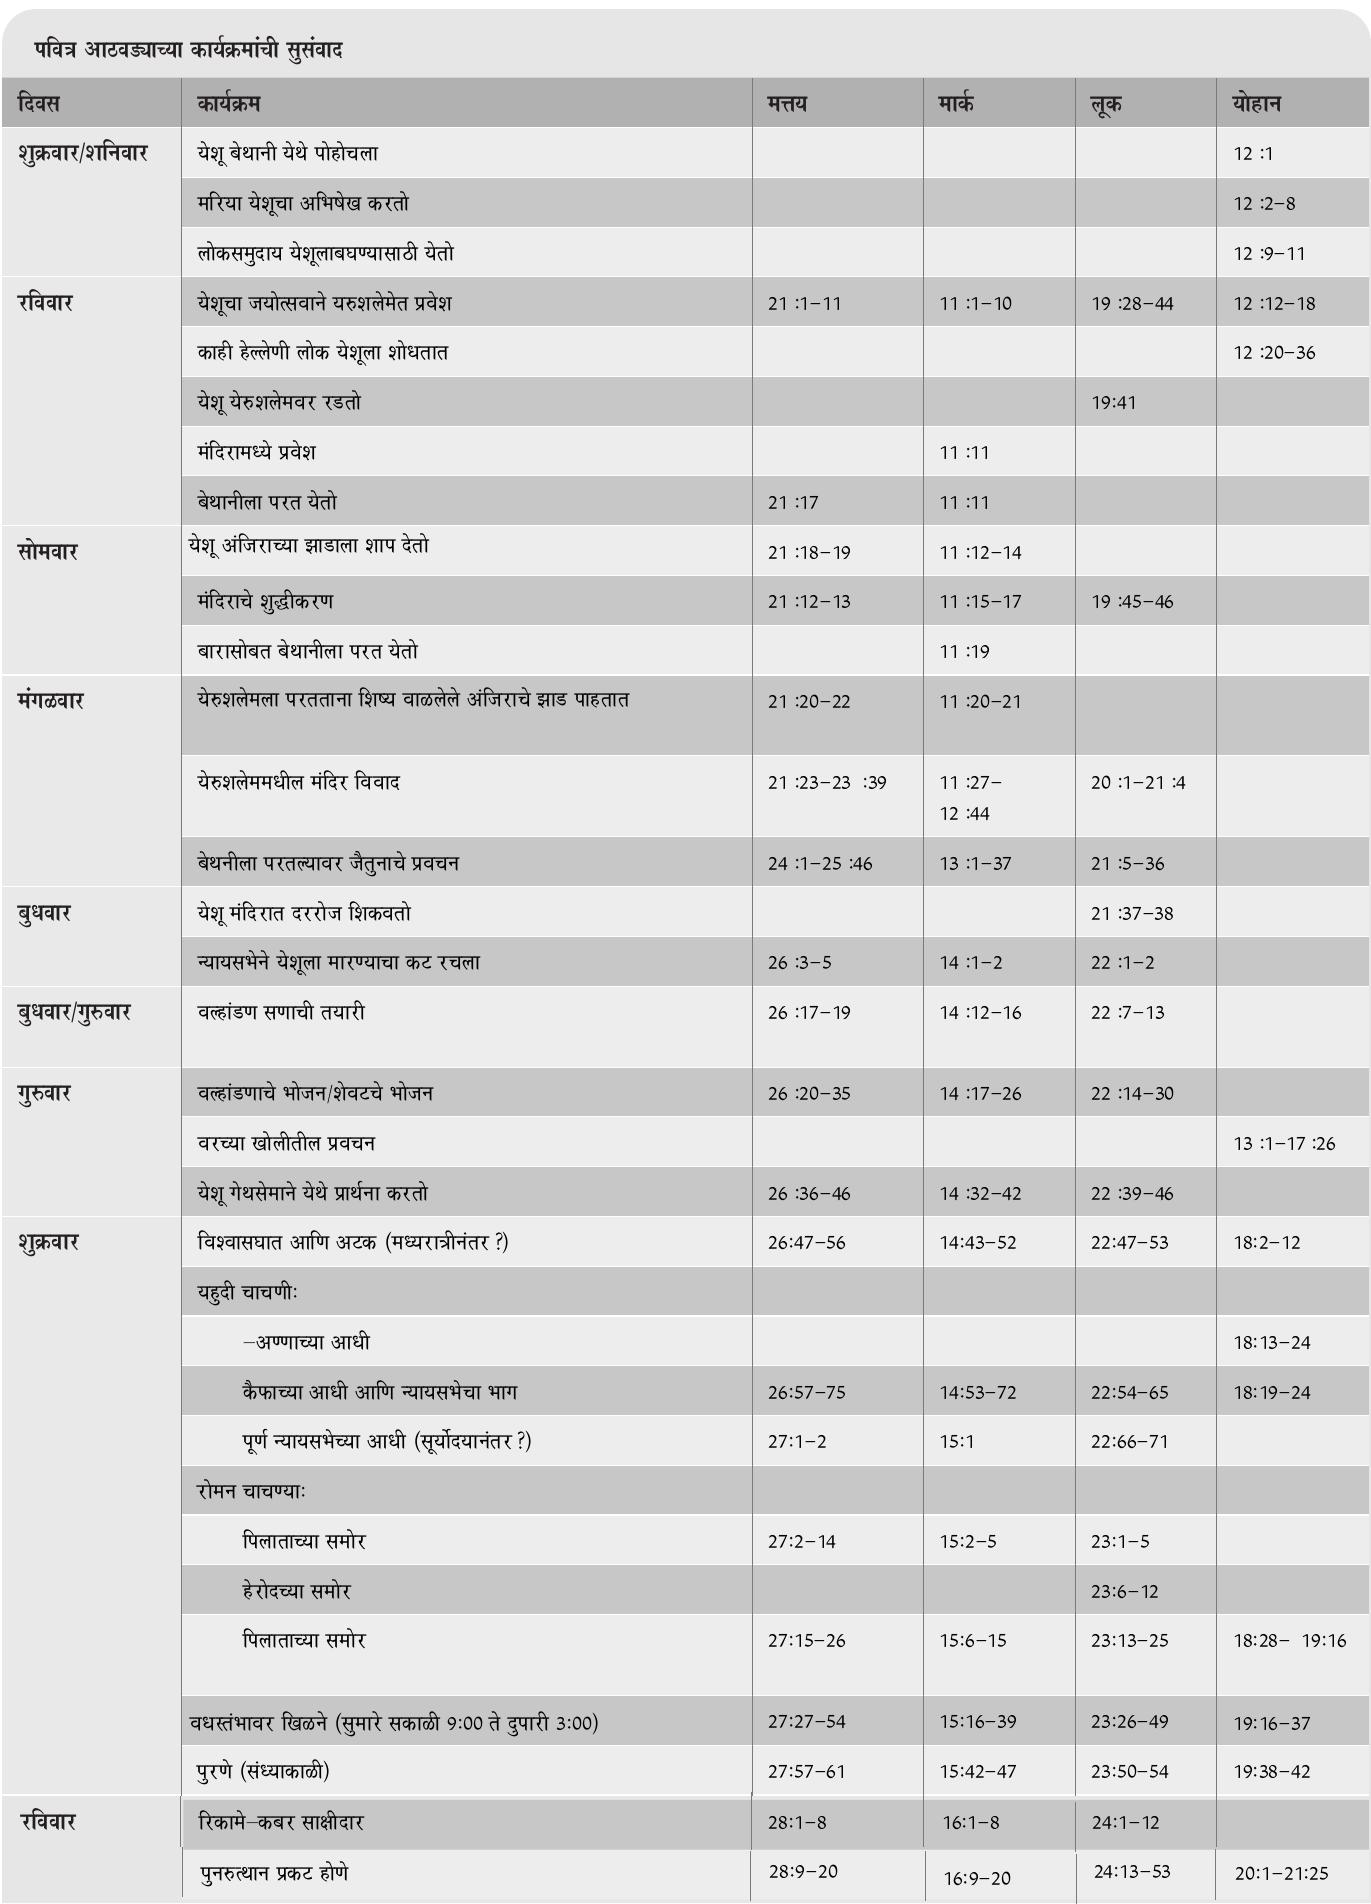 पवित्र आठवड्याच्या कार्यक्रमांची सुसंवाद
दिवस कार्यक्रम मत्तय मार्क लूक योहान
शुक्रवार/शनिवार येशू बेथानी येथे पोहोचला 12 :1
मरिया येशूचा अभिषेख करतो 12 :2-8
लोकसमुदाय येशूलाबघण्यासाठी येतो 12 :9-11
रविवार येशूचा जयोत्सवाने यरुशलेमेत प्रवेश 21 :1-11 11 :1-10 19 :28-44 12 :12-18
काही हेल्लेणी लोक येशूला शोधतात 12 :20-36
येशू येरुशलेमवर रडतो 19:41
मंदिरामध्ये प्रवेश 11 :11
बेथानीला परत येतो 21 :17 11 :11
सोमवार येशू अंजिराच्या झाडाला शाप देतो 21 :18-19 11 :12-14
मंदिराचे शुद्धीकरण 21 :12-13 11 :15-17 19 :45-46
बारासोबत बेथानीला परत येतो 11 :19
मंगळवार येरुशलेमला परतताना शिष्य वाळलेले अंजिराचे झाड पाहतात 21 :20-22 11 :20-21
येरुशलेममधील मंदिर विवाद 21 :23-23 :39 11 :27- 20 :1-21 :4
12 :44
बेथनीला परतल्यावर जैतुनाचे प्रवचन 24 :1-25 :46 13 :1-37 21 :5-36
बुधवार येशू मंदिरात दररोज शिकवतो 21 :37-38
न्यायसभेने येशूला मारण्याचा कट रचला 26 :3-5 14 :1-2 22 :1-2
बुधवार/गुरुवार वल्हांडण सणाची तयारी 26 :17-19 14 :12-16 22 :7-13
गुरुवार वल्हांडणाचे भोजन/शेवटचे भोजन 26 :20-35 14 :17-26 22 :14-30
वरच्या खोलीतील प्रवचन 13 :1-17 :26
येशू गेथसेमाने येथे प्रार्थना करतो 26 :36-46 14 :32-42 22 :39-46
शुक्रवार विश्वासघात आणि अटक (मध्यरात्रीनंतर ?) 26:47-56 14:43-52 22:47-53 18:2-12
यहुदी चाचणी:
-अण्णाच्या आधी 18:13-24
कैफाच्या आधी आणि न्यायसभेचा भाग 26:57-75 14:53-72 22:54-65 18:19-24
पूर्ण न्यायसभेच्या आधी (सूर्योदयानंतर ?) 27:1-2 15:1 22:66-71
रोमन चाचण्या:
पिलाताच्या समोर 27:2-14 15:2-5 23:1-5
हेरोदच्या समोर 23:6-12
पिलाताच्या समोर 27:15-26 15:6-15 23:13-25 18:28- 19:16
वधस्तंभावर खिळने (सुमारे सकाळी 9:00 ते दुपारी 3:00) 27:27-54 15:16-39 23:26-49 19:16-37
पुरणे (संध्याकाळी) 27:57-61 15:42-47 23:50-54 19:38-42
रविवार रिकामे-कबर साक्षीदार 28:1-8 16:1-8 24:1-12
पुनरुत्थान प्रकट होणे 28:9-20 16:9-20 24:13-53 20:1-21:25